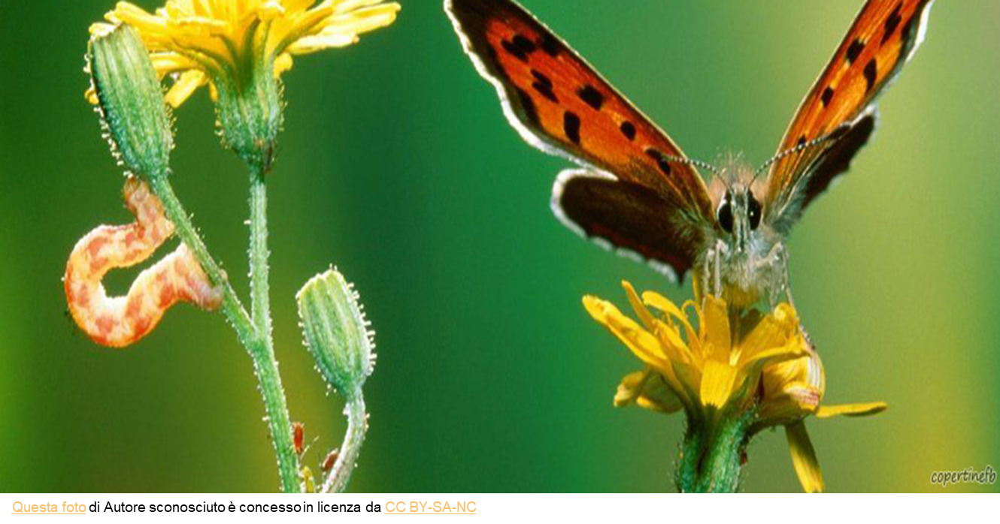 copertinefb
Questa foto di Autore sconosciuto è concesso in licenza da CC BY-SA-NC